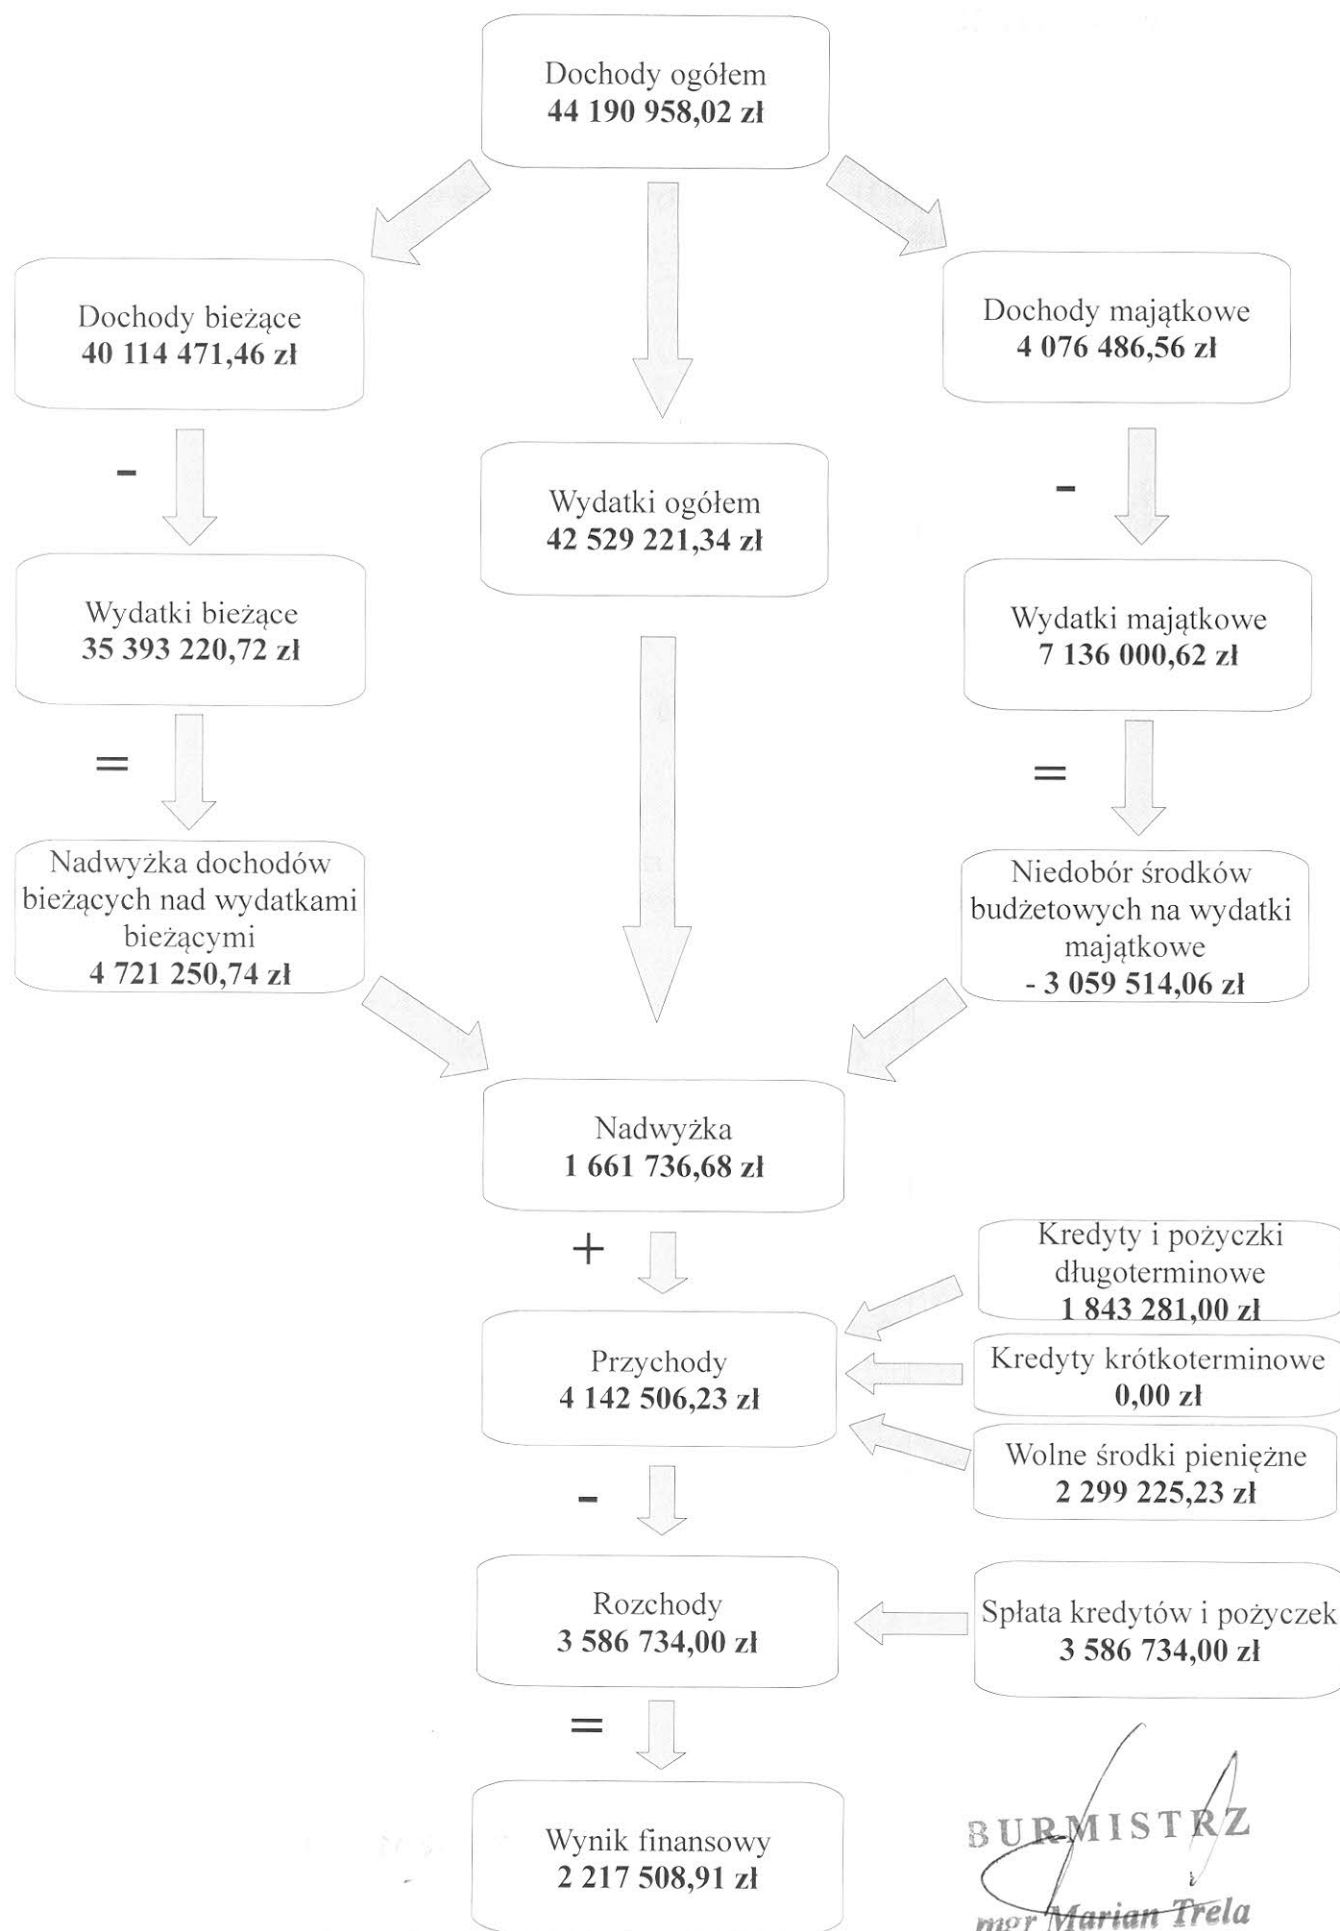 Dochody ogółem
44 190 958,02 zł
Dochody bieżące
40 114 471,46 zł
Dochody majątkowe
4 076 486,56 zł
-
-
Wydatki ogółem
42 529 221,34 zł
Wydatki bieżące
35 393 220,72 zł
Wydatki majątkowe
7 136 000,62 zł
=
=
Nadwyżka dochodów
bieżących nad wydatkami
bieżącymi
4 721 250,74 zł
Niedobór środków
budżetowych na wydatki
majątkowe
- 3 059 514,06 zł
Nadwyżka
1 661 736,68 zł
+
Kredyty i pożyczki
długoterminowe
1 843 281,00 zł
Przychody
4 142 506,23 zł
Kredyty krótkoterminowe
0,00 zł
Wolne środki pieniężne
2 299 225,23 zł
-
Rozchody
3 586 734,00 zł
Spłata kredytów i pożyczek
3 586 734,00 zł
=
Wynik finansowy
2 217 508,91 zł
BURMISTRZ
mgr Marian Trela